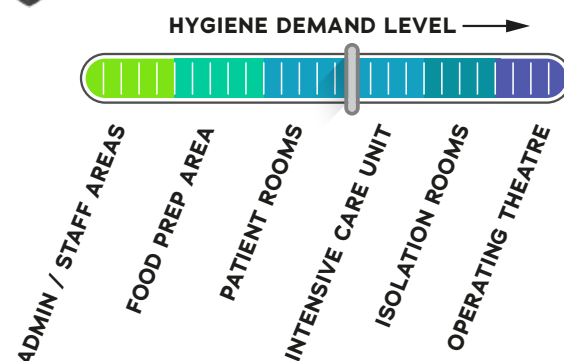 HYGIENE DEMAND LEVEL
ADMIN / STAFF AREAS
FOOD PREP AREA
PATIENT ROOMS
INTENSIVE CARE UNIT
ISOLATION ROOMS
OPERATING THEATRE